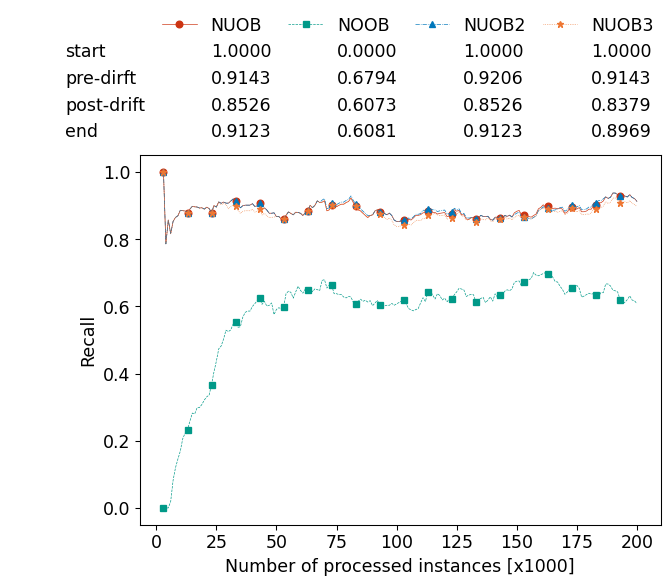 NUOB NOOB NUOB2 NUOB3
start 1.0000 0.0000 1.0000 1.0000
pre-dirft 0.9143 0.6794 0.9206 0.9143
post-drift 0.8526 0.6073 0.8526 0.8379
end 0.9123 0.6081 0.9123 0.8969
1.0
0.8
0.6
0.4
0.2
0.0
Recall
0 25 50 75 100 125 150 175 200
Number of processed instances [x1000]